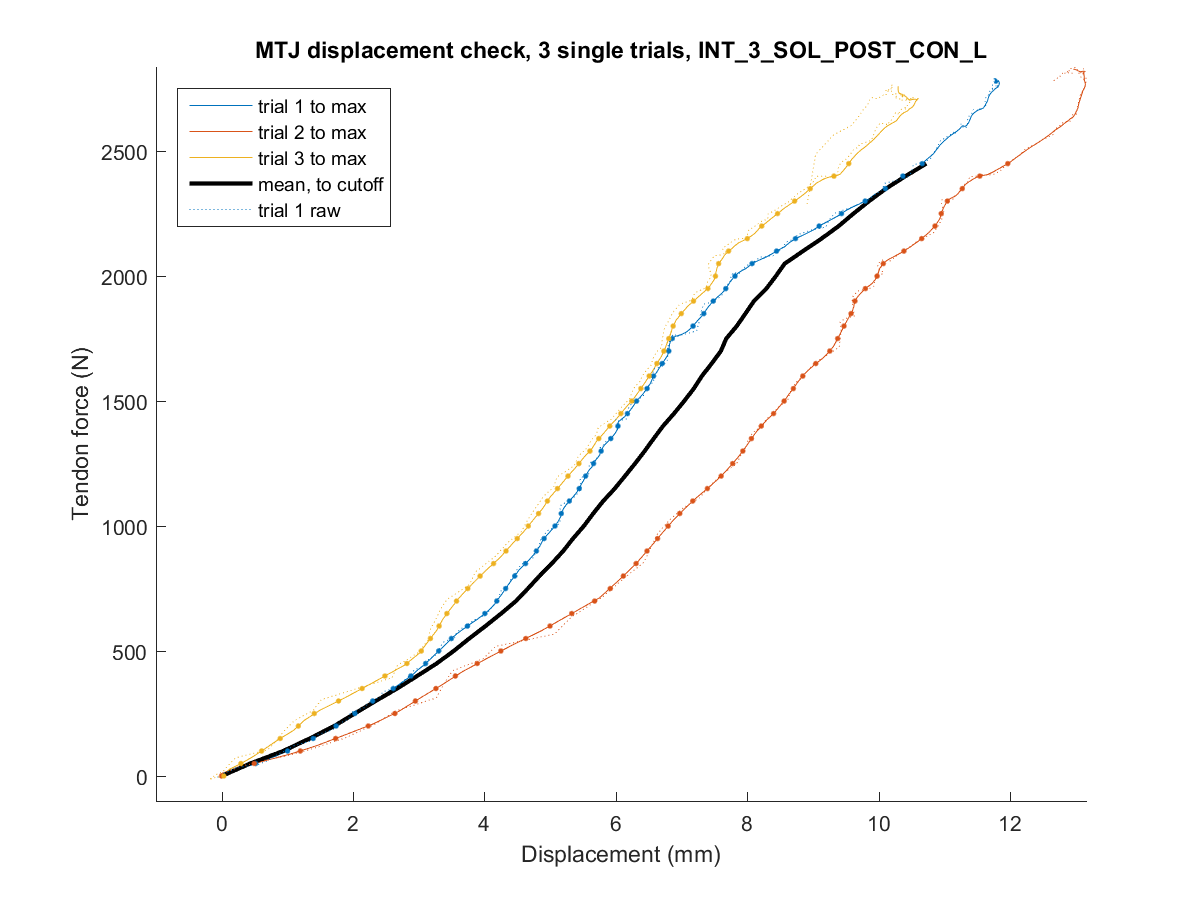 MTJ displacement check, 3 single trials, INT_3_SOL_POST_CON_L
trial 1 to max
trial 2 to max
trial 3 to max
mean, to cutoff
trial 1 raw
2500
2000
1500
1000
500
0
Tendon force (N)
0 2 4 6 8 10 12
Displacement (mm)